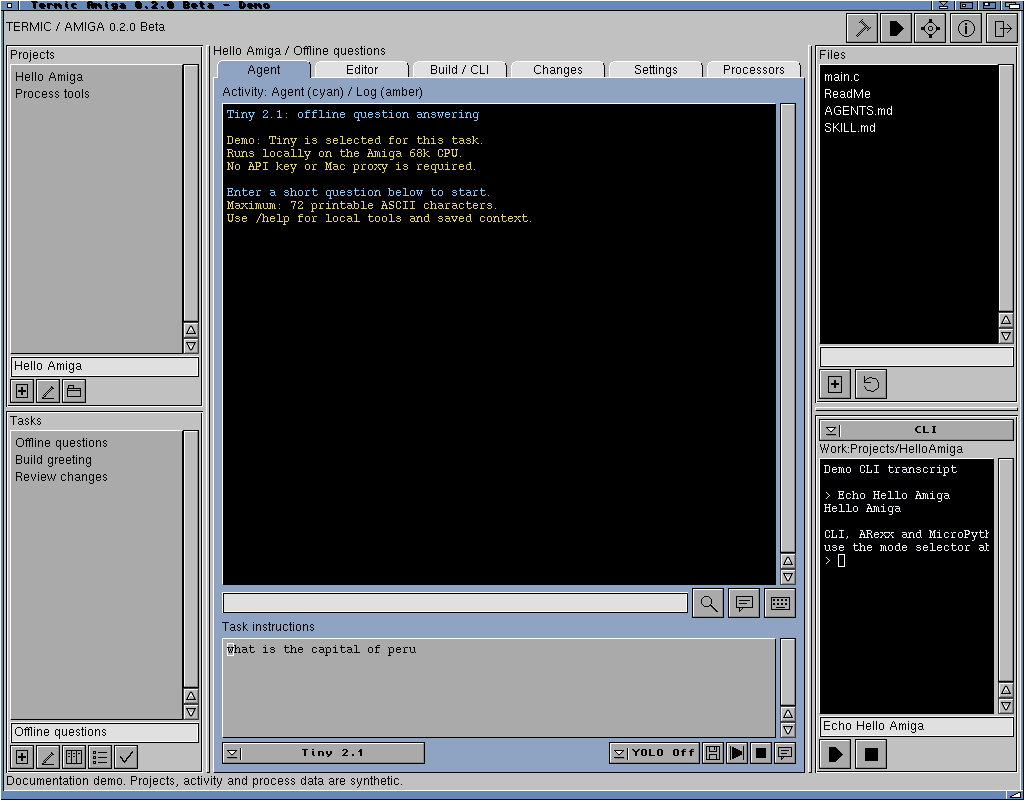 Termic Amiga 0.2.0 Beta - Demo
TERMIC / AMIGA 0.2.0 Beta
Projects
Hello Amiga
Process tools
Hello Amiga
Tasks
Offline questions
Build greeting
Review changes
Offline questions
Hello Amiga / Offline questions
Agent
Editor
Build / CLI
Changes
Settings
Processors
Activity: Agent (cyan) / Log (amber)
Tiny 2.1: offline question answering
Demo: Tiny is selected for this task.
Runs locally on the Amiga 68k CPU.
No API key or Mac proxy is required.
Enter a short question below to start.
Maximum: 72 printable ASCII characters.
Use /help for local tools and saved context.
Task instructions
what is the capital of peru
Tiny 2.1
YOLO Off
Files
main.c
ReadMe
AGENTS.md
SKILL.md
CLI
Work:Projects/HelloAmiga
Demo CLI transcript
> Echo Hello Amiga
Hello Amiga
CLI, ARexx and MicroPyth
use the mode selector ab
>
Echo Hello Amiga
Documentation demo. Projects, activity and process data are synthetic.